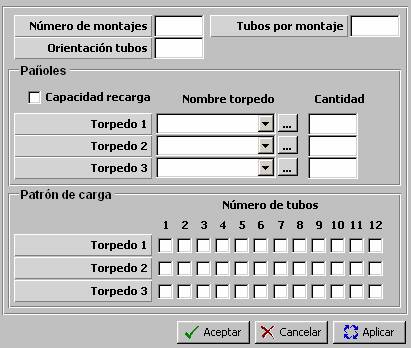 Número de montajes
Tubos por montaje
Orientación tubos
Pañoles
Capacidad recarga Nombre torpedo Cantidad
Torpedo 1 ...
Torpedo 2 ...
Torpedo 3 ...
Patrón de carga
Número de tubos
1 2 3 4 5 6 7 8 9 10 11 12
Torpedo 1
Torpedo 2
Torpedo 3
Aceptar Cancelar Aplicar